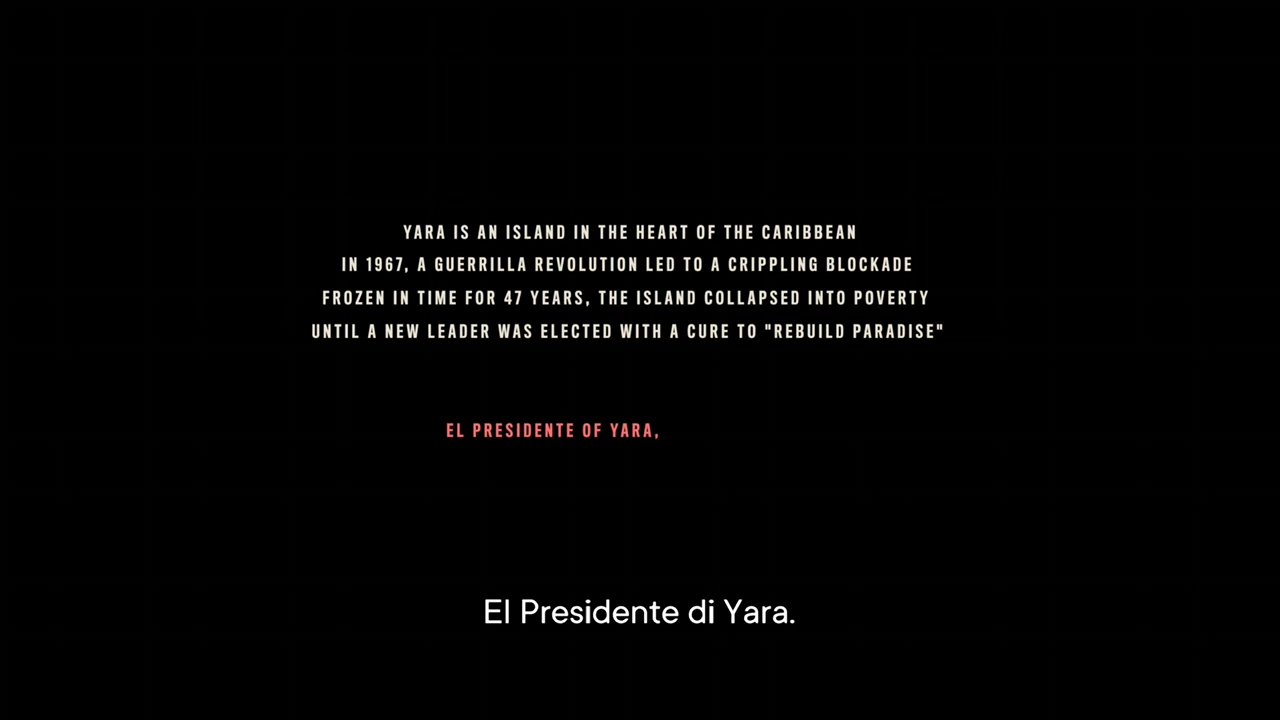 YARA IS AN ISLAND IN THE HEART OF THE CARIBBEAN
IN 1967, A GUERRILLA REVOLUTION LED TO A CRIPPLING BLOCKADE
FROZEN IN TIME FOR 47 YEARS, THE ISLAND COLLAPSED INTO POVERTY
UNTIL A NEW LEADER WAS ELECTED WITH A CURE TO "REBUILD PARADISE"
EL PRESIDENTE OF YARA,
El Presidente di Yara.